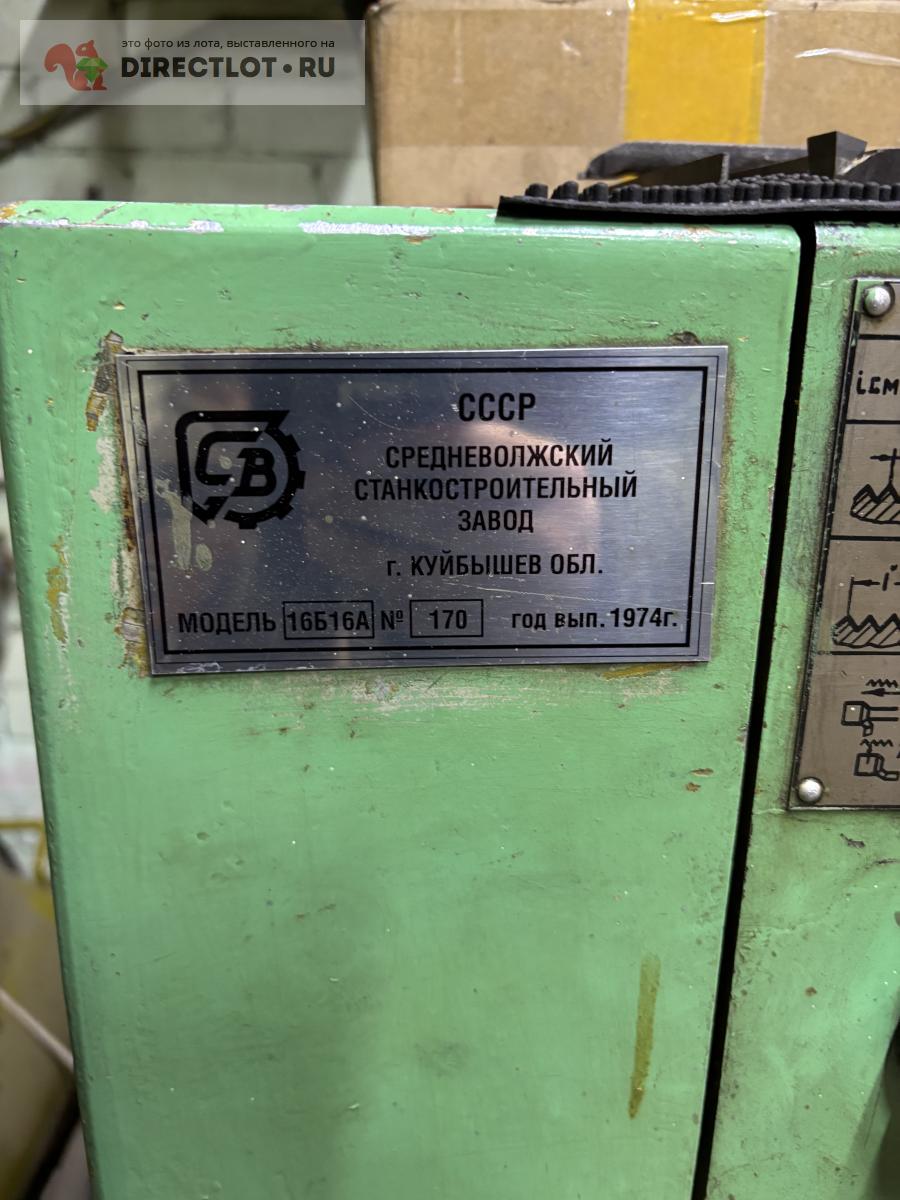 это фото из лота, выставленного на
DIRECTLOT.RU
СССР
СВ
СРЕДНЕВОЛЖСКИЙ
СТАНКОСТРОИТЕЛЬНЫЙ
ЗАВОД
г. КУЙБЫШЕВ ОБЛ.
МОДЕЛЬ 16Б16А № 170 год вып. 1974г.